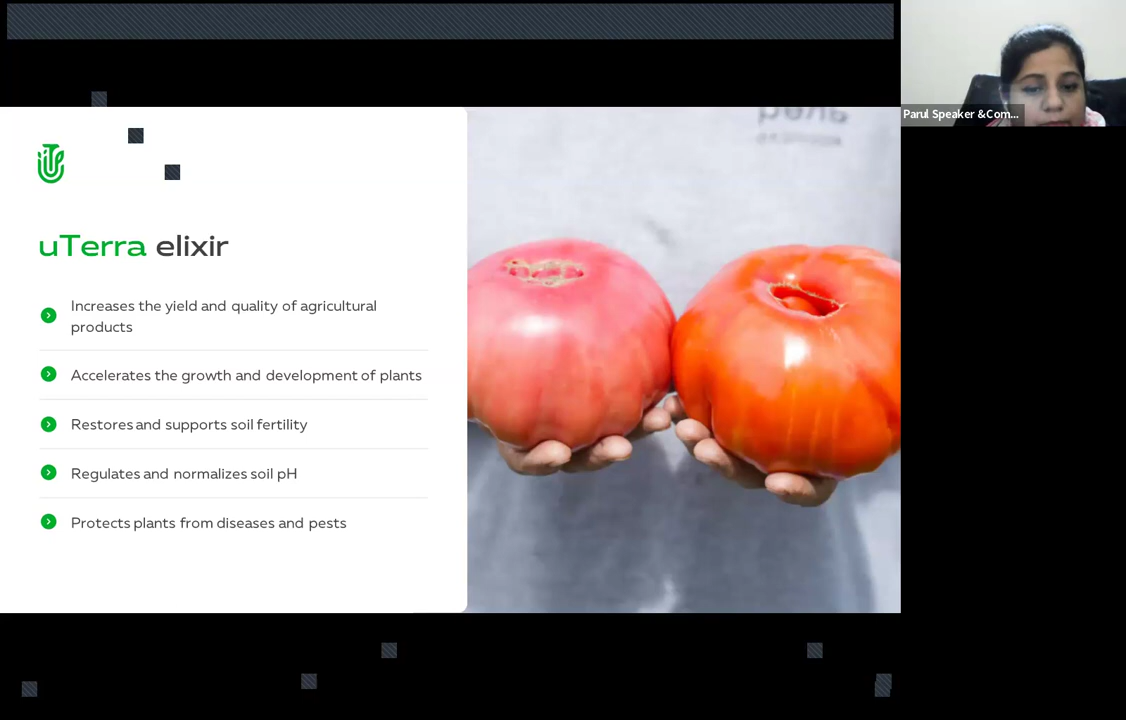 Parul Speaker &Com...
uTerra elixir
Increases the yield and quality of agricultural
products
Accelerates the growth and development of plants
Restores and supports soil fertility
Regulates and normalizes soil pH
Protects plants from diseases and pests